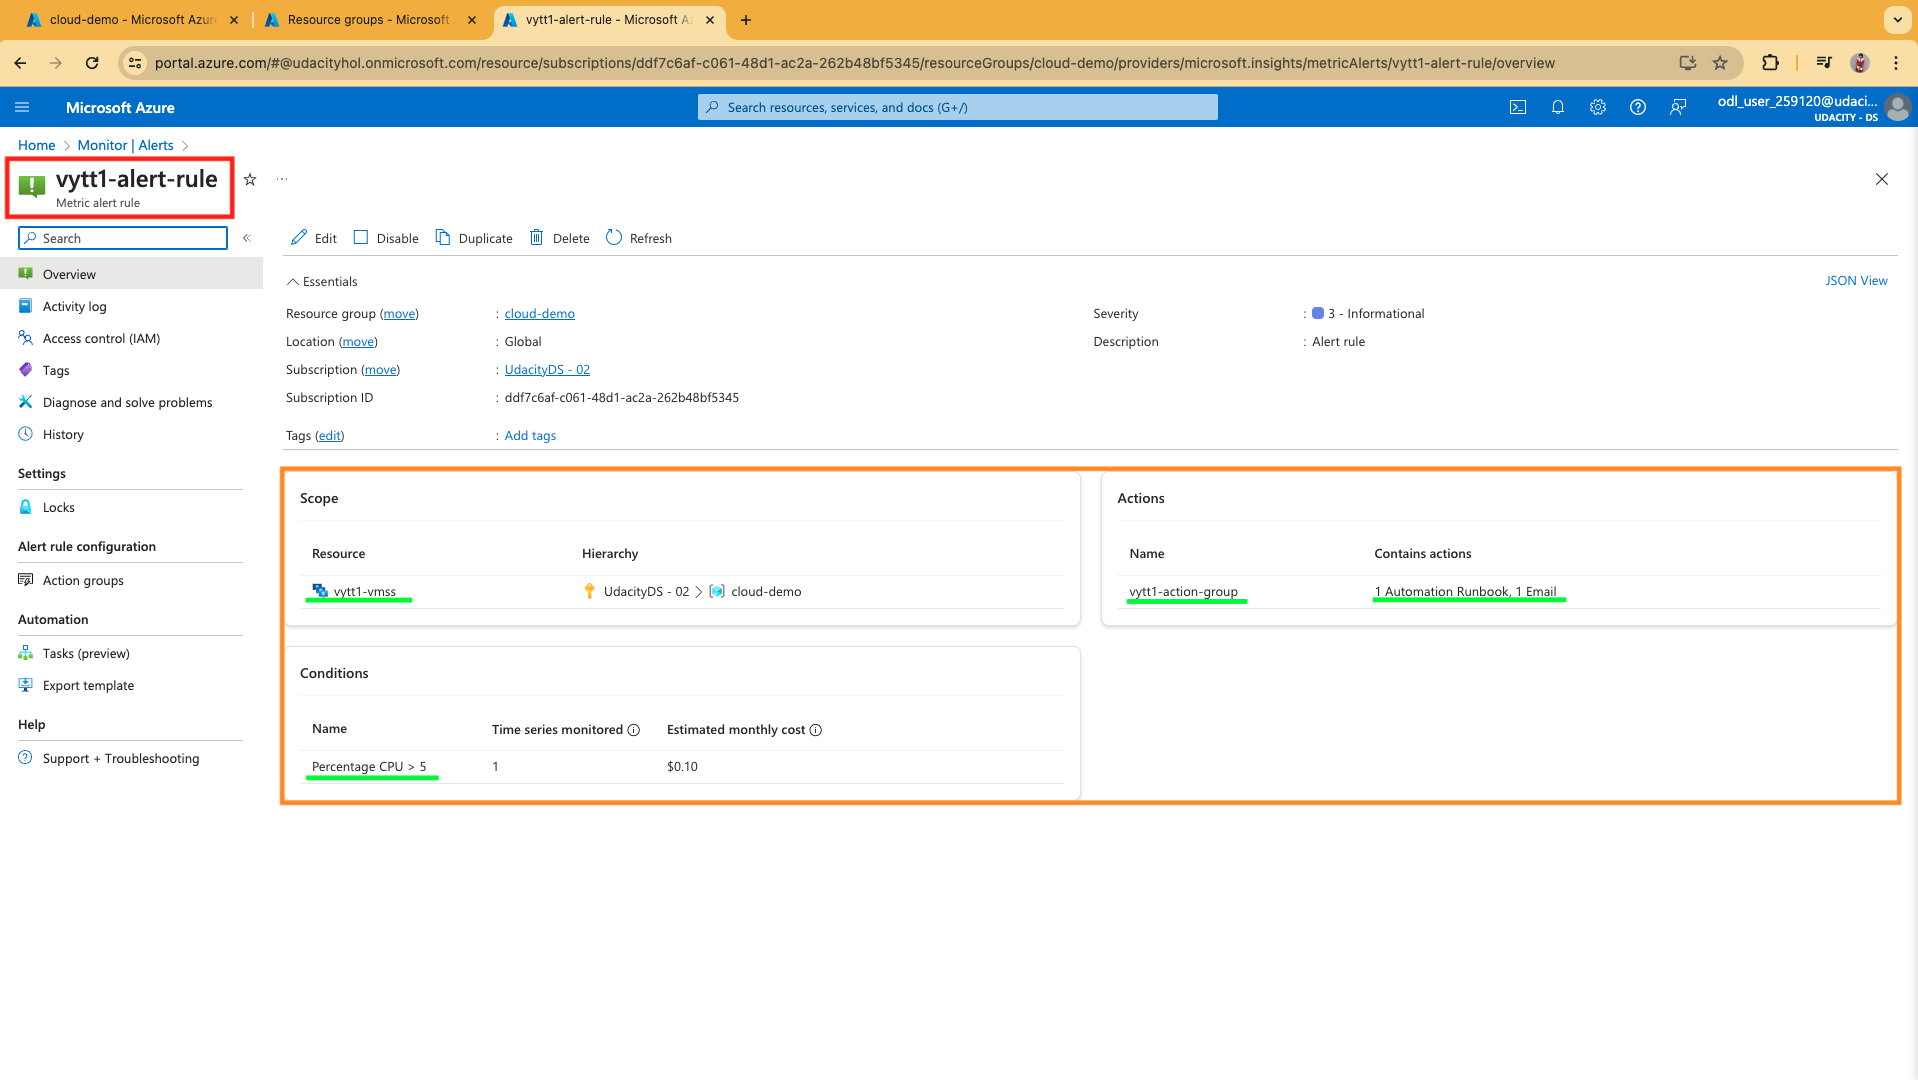 cloud-demo - Microsoft Azur
Resource groups - Microsoft
vytt1-alert-rule - Microsoft A
portal.azure.com/#@udacityhol.onmicrosoft.com/resource/subscriptions/ddf7c6af-c061-48d1-ac2a-262b48bf5345/resourceGroups/cloud-demo/providers/microsoft.insights/metricAlerts/vytt1-alert-rule/overview
Microsoft Azure
Search resources, services, and docs (G+/)
odl_user_259120@udaci...
UDACITY - DS
Home > Monitor | Alerts >
vytt1-alert-rule
Metric alert rule
Search
Edit Disable Duplicate Delete Refresh
Overview
Activity log
Access control (IAM)
Tags
Diagnose and solve problems
History
Settings
Locks
Alert rule configuration
Action groups
Automation
Tasks (preview)
Export template
Help
Support + Troubleshooting
Essentials
JSON View
Resource group (move) : cloud-demo
Location (move) : Global
Subscription (move) : UdacityDS - 02
Subscription ID : ddf7c6af-c061-48d1-ac2a-262b48bf5345
Tags (edit) : Add tags
Severity : 3 - Informational
Description : Alert rule
Scope
Resource Hierarchy
vytt1-vmss UdacityDS - 02 > cloud-demo
Actions
Name Contains actions
vytt1-action-group 1 Automation Runbook, 1 Email
Conditions
Name Time series monitored Estimated monthly cost
Percentage CPU > 5 1 $0.10